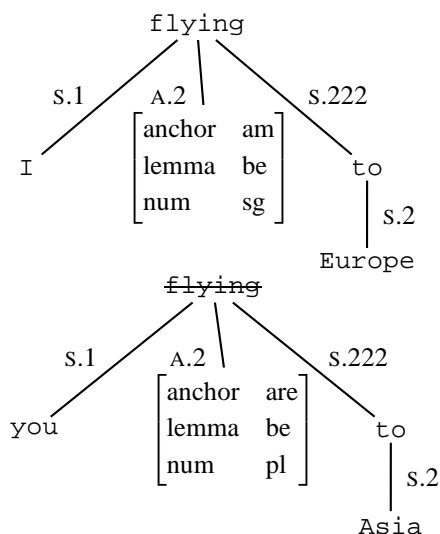 flying
S.1 A.2 S.222
anchor am
I lemma be to
num sg
S.2
Europe
flying
S.1 A.2 S.222
anchor are
you lemma be to
num pl
S.2
Asia